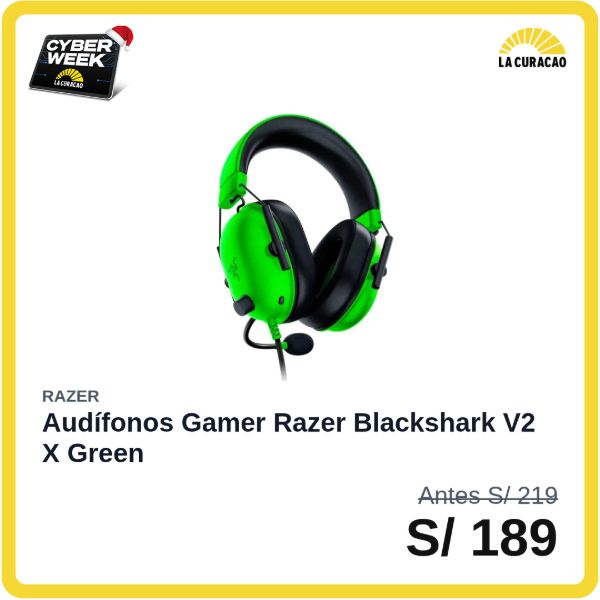 CYBER
WEEK
LA CURACAO
LA CURACAO
RAZER
Audífonos Gamer Razer Blackshark V2
X Green
Antes S/ 219
S/ 189